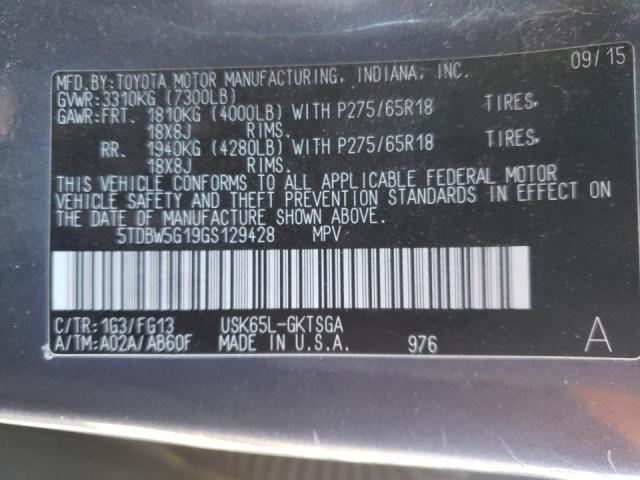 09/15
MFD.BY:TOYOTA MOTOR MANUFACTURING, INDIANA, INC.
GVWR:3310KG (7300LB)
GAWR:FRT. 1810KG (4000LB) WITH P275/65R18 TIRES,
18X8J RIMS.
RR. 1940KG (4280LB) WITH P275/65R18 TIRES,
18X8J RIMS.
THIS VEHICLE CONFORMS TO ALL APPLICABLE FEDERAL MOTOR
VEHICLE SAFETY AND THEFT PREVENTION STANDARDS IN EFFECT ON
THE DATE OF MANUFACTURE SHOWN ABOVE.
5TDBW5G19GS129428 MPV
C/TR:1G3/FG13 USK65L-GKTSGA
A/TM:A02A/AB60F MADE IN U.S.A. 976 A